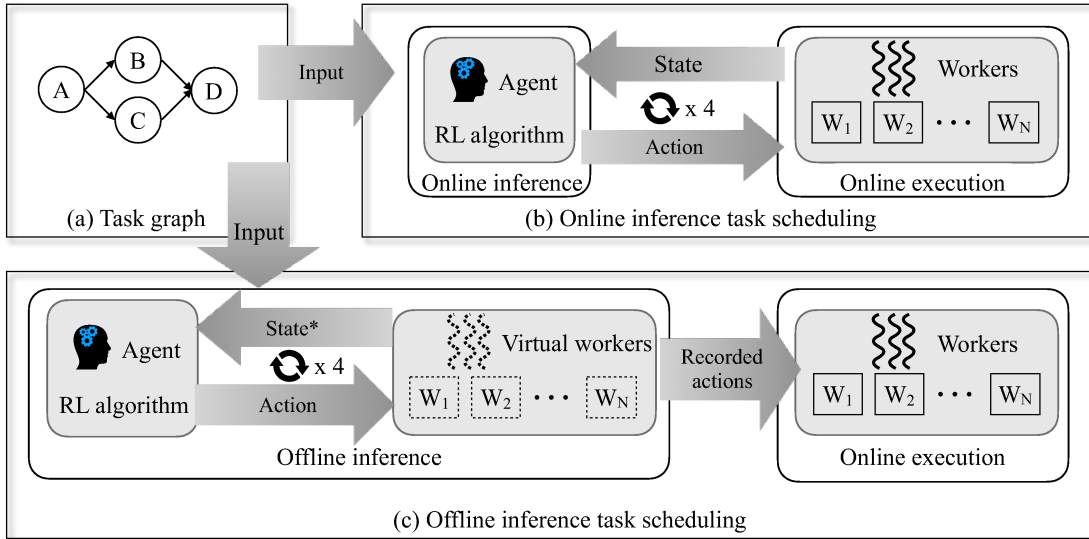 A
B
C
D
(a) Task graph
Input
Agent
RL algorithm
Online inference
State
x 4
Action
Workers
W1 W2 • • • WN
Online execution
(b) Online inference task scheduling
Input
Agent
RL algorithm
State*
x 4
Action
Virtual workers
W1 W2 • • • WN
Offline inference
Recorded
actions
Workers
W1 W2 • • • WN
Online execution
(c) Offline inference task scheduling